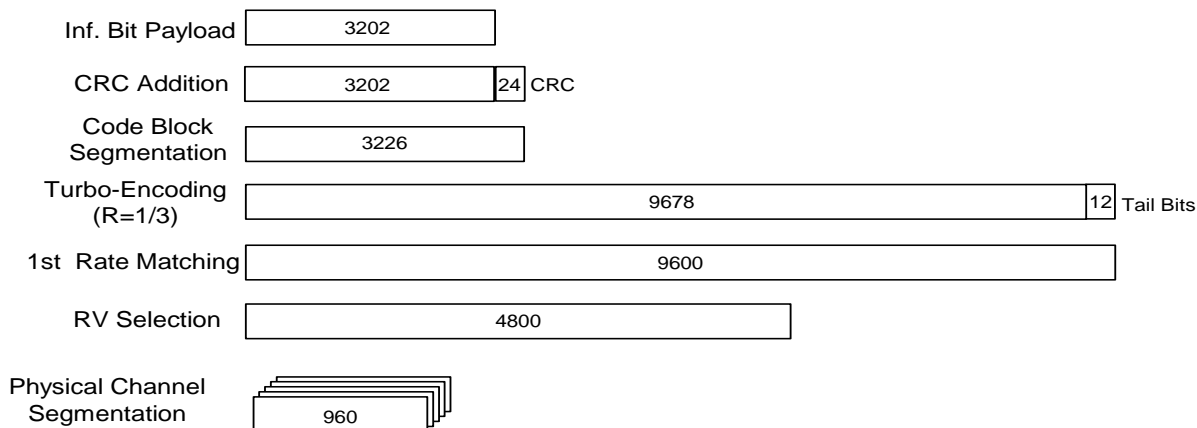 Inf. Bit Payload 3202
CRC Addition 3202 24 CRC
Code Block
Segmentation 3226
Turbo-Encoding
(R=1/3) 9678 12 Tail Bits
1st Rate Matching 9600
RV Selection 4800
Physical Channel
Segmentation 960